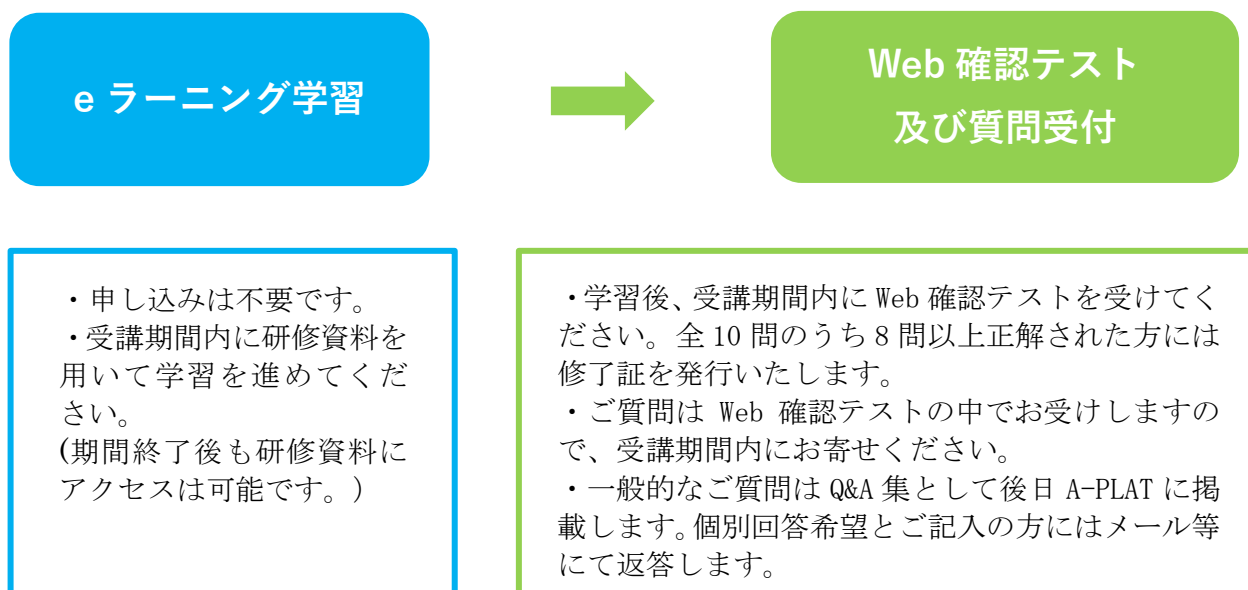 e ラーニング学習
Web 確認テスト
及び質問受付
・申し込みは不要です。
・受講期間内に研修資料を
用いて学習を進めてくだ
さい。
(期間終了後も研修資料に
アクセスは可能です。)
・学習後、受講期間内に Web 確認テストを受けてく
ださい。全 10 問のうち 8 問以上正解された方には
修了証を発行いたします。
・ご質問は Web 確認テストの中でお受けしますの
で、受講期間内にお寄せください。
・一般的なご質問は Q&A 集として後日 A-PLAT に掲
載します。個別回答希望とご記入の方にはメール等
にて返答します。